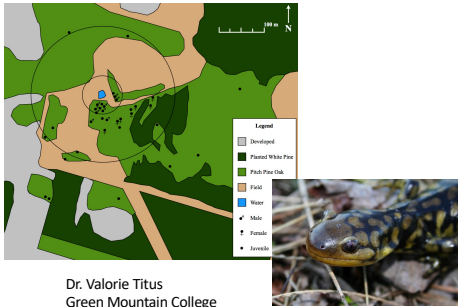 100 m
N
Legend
Developed
Planted White Pine
Pitch Pine Oak
Field
Water
Male
Female
Juvenile
Dr. Valorie Titus
Green Mountain College